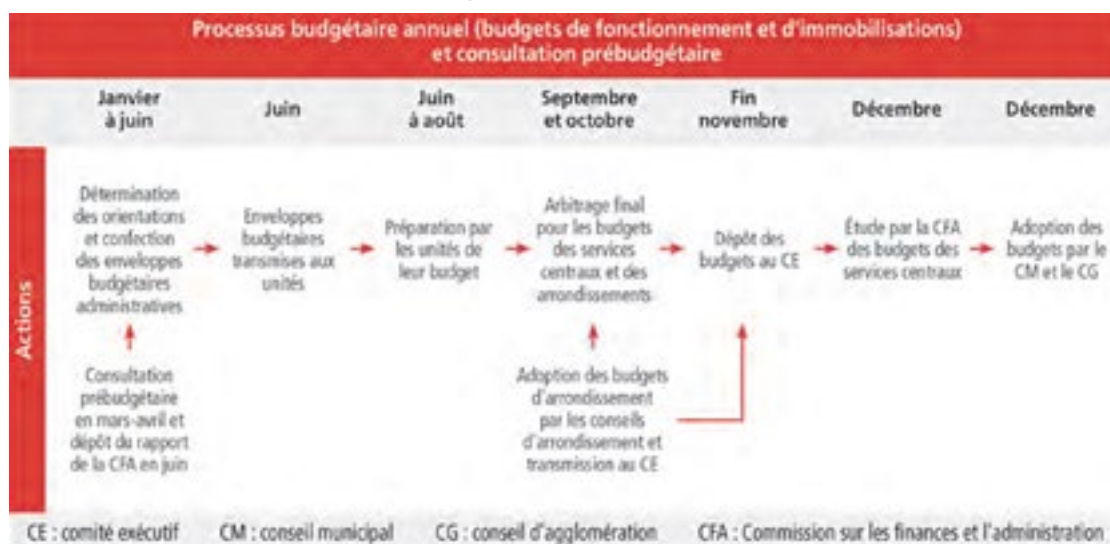 Processus budgétaire annuel (budgets de fonctionnement et d'immobilisations)
et consultation prébudgétaire
Janvier
à juin
Juin
Juin
à août
Septembre
et octobre
Fin
novembre
Décembre
Décembre
Actions
Détermination
des orientations
et confection
des enveloppes
budgétaires
administratives
Enveloppes
budgétaires
transmises aux
unités
Préparation par
les unités de
leur budget
Arbitrage final
pour les budgets
des services
centraux et des
arrondissements
Dépôt des
budgets au CE
Étude par la CFA
des budgets des
services centraux
Adoption des
budgets par le
CM et le CG
Consultation
prébudgétaire
en mars-avril et
dépôt du rapport
de la CFA en juin
Adoption des budgets
d'arrondissement
par les conseils
d'arrondissement et
transmission au CE
CE : comité exécutif CM : conseil municipal CG : conseil d'agglomération CFA : Commission sur les finances et l'administration